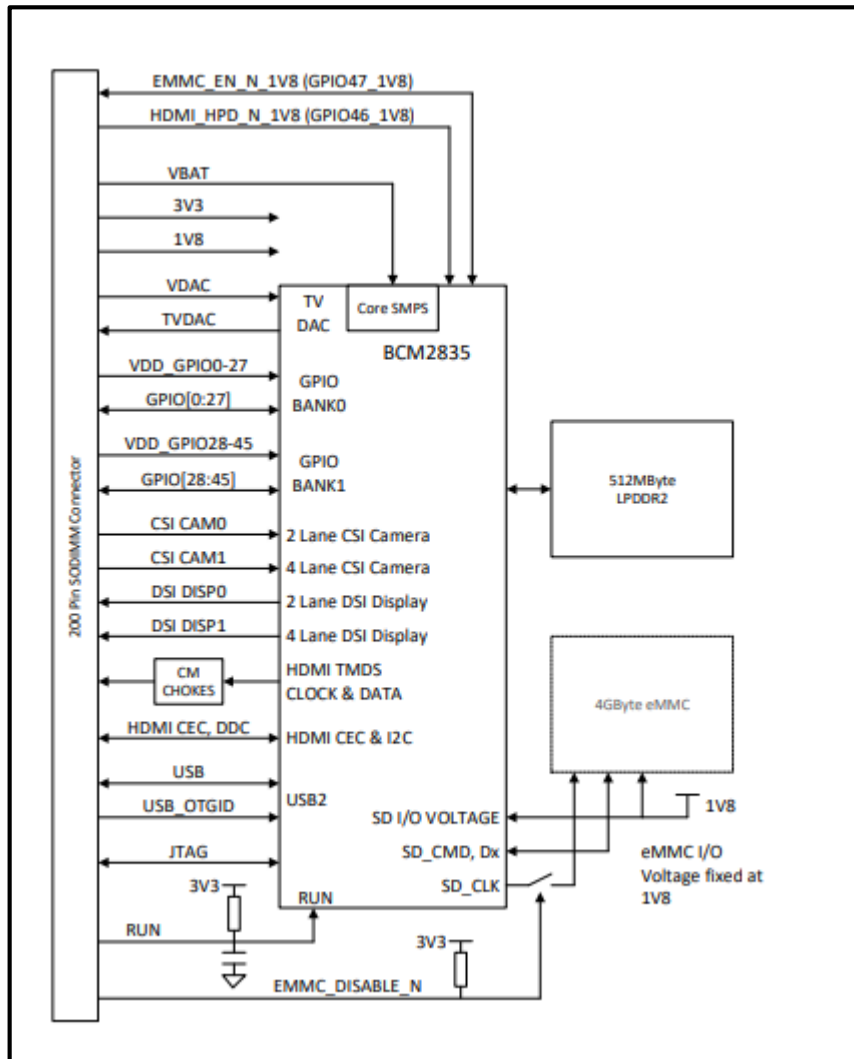 EMMC_EN_N_1V8 (GPIO47_1V8)
HDMI_HPD_N_1V8 (GPIO46_1V8)
VBAT
3V3
1V8
VDAC
TVDAC
VDD_GPIO0-27
GPIO[0:27]
VDD_GPIO28-45
GPIO[28:45]
CSI CAM0
CSI CAM1
DSI DISP0
DSI DISP1
CM
CHOKES
HDMI CEC, DDC
USB
USB_OTGID
JTAG
3V3
RUN
EMMC_DISABLE_N
3V3
200 Pin SODIMM Connector
TV
DAC
Core SMPS
BCM2835
GPIO
BANK0
GPIO
BANK1
2 Lane CSI Camera
4 Lane CSI Camera
2 Lane DSI Display
4 Lane DSI Display
HDMI TMDS
CLOCK & DATA
HDMI CEC & I2C
USB2
SD I/O VOLTAGE
SD_CMD, Dx
SD_CLK
RUN
512MByte
LPDDR2
4GByte eMMC
1V8
eMMC I/O
Voltage fixed at
1V8